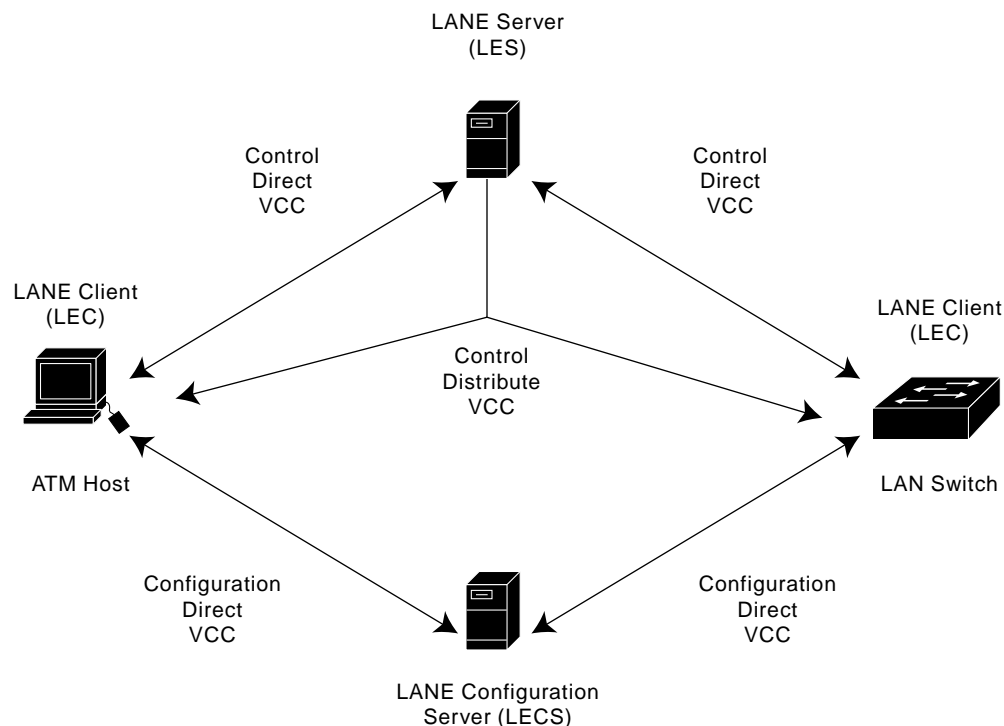 LANE Server
(LES)
Control
Direct
VCC
Control
Direct
VCC
LANE Client
(LEC)
LANE Client
(LEC)
Control
Distribute
VCC
ATM Host
LAN Switch
Configuration
Direct
VCC
Configuration
Direct
VCC
LANE Configuration
Server (LECS)